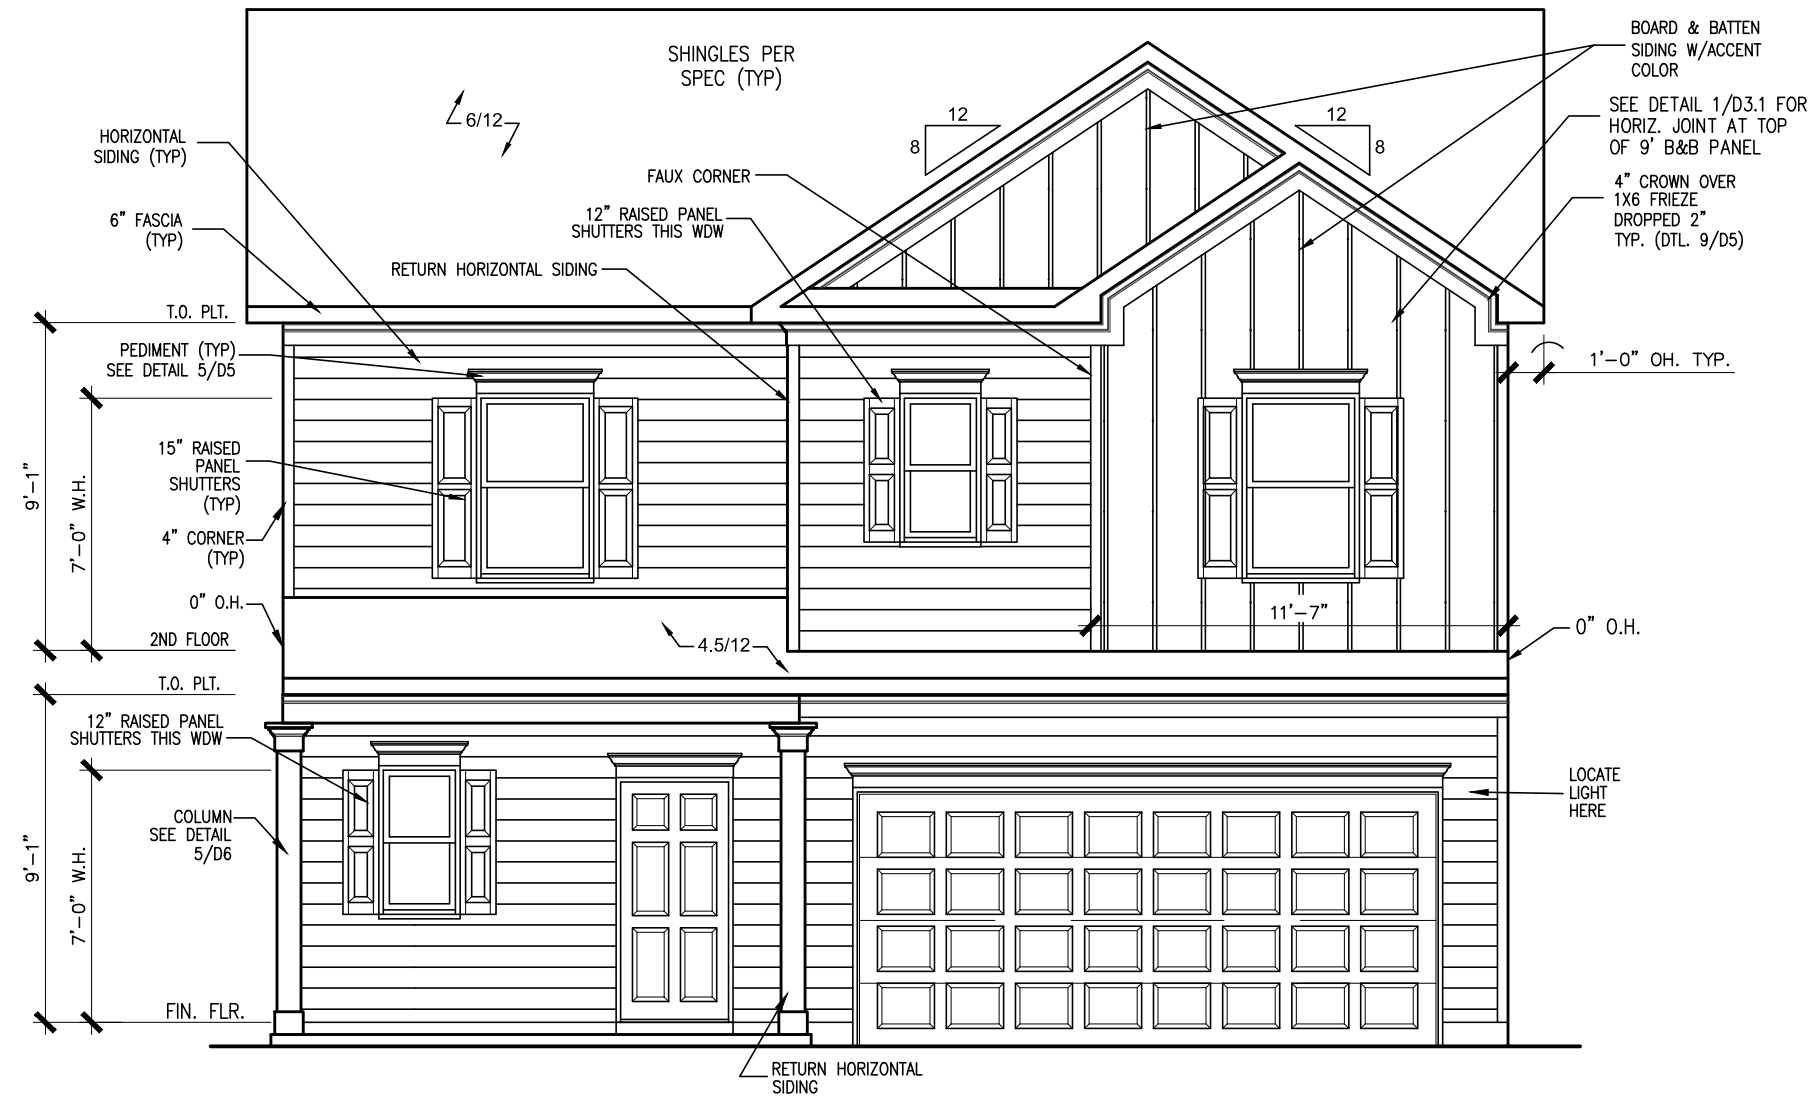 SHINGLES PER
SPEC (TYP)
6/12
12
8
12
8
BOARD & BATTEN
SIDING W/ACCENT
COLOR
SEE DETAIL 1/D3.1 FOR
HORIZ. JOINT AT TOP
OF 9' B&B PANEL
4" CROWN OVER
1X6 FRIEZE
DROPPED 2"
TYP. (DTL. 9/D5)
HORIZONTAL
SIDING (TYP)
6" FASCIA
(TYP)
FAUX CORNER
12" RAISED PANEL
SHUTTERS THIS WDW
RETURN HORIZONTAL SIDING
T.O. PLT.
PEDIMENT (TYP)
SEE DETAIL 5/D5
1'-0" OH. TYP.
15" RAISED
PANEL
SHUTTERS
(TYP)
9'-1"
7'-0" W.H.
4" CORNER
(TYP)
0" O.H.
2ND FLOOR
11'-7"
0" O.H.
4.5/12
T.O. PLT.
12" RAISED PANEL
SHUTTERS THIS WDW
LOCATE
LIGHT
HERE
COLUMN
SEE DETAIL
5/D6
9'-1"
7'-0" W.H.
FIN. FLR.
RETURN HORIZONTAL
SIDING